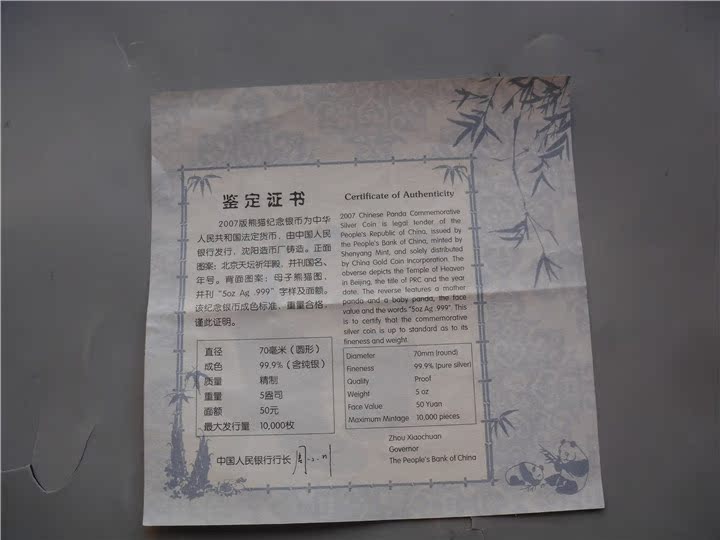 鉴定证书
2007版熊猫纪念银币为中华
人民共和国法定货币，由中国人民
银行发行，沈阳造币厂铸造。正面
图案：北京天坛祈年殿，并刊国名、
年号。背面图案：母子熊猫图，
并刊“5oz Ag .999”字样及面额。
该纪念银币成色标准，重量合格，
谨此证明。
直径 70毫米（圆形）
成色 99.9%（含纯银）
质量 精制
重量 5盎司
面额 50元
最大发行量 10,000枚
中国人民银行行长
Certificate of Authenticity
2007 Chinese Panda Commemorative
Silver Coin is legal tender of the
People's Republic of China, issued by
the People's Bank of China, minted by
Shenyang Mint, and solely distributed
by China Gold Coin Incorporation. The
obverse depicts the Temple of Heaven
in Beijing, the title of PRC and the year
date. The reverse features a mother
panda and a baby panda, the face
value and the words "5oz Ag .999". This
is to certify that the commemorative
silver coin is up to standard as to its
fineness and weight.
Diameter 70mm (round)
Fineness 99.9% (pure silver)
Quality Proof
Weight 5 oz
Face Value 50 Yuan
Maximum Mintage 10,000 pieces
Zhou Xiaochuan
Governor
The People's Bank of China